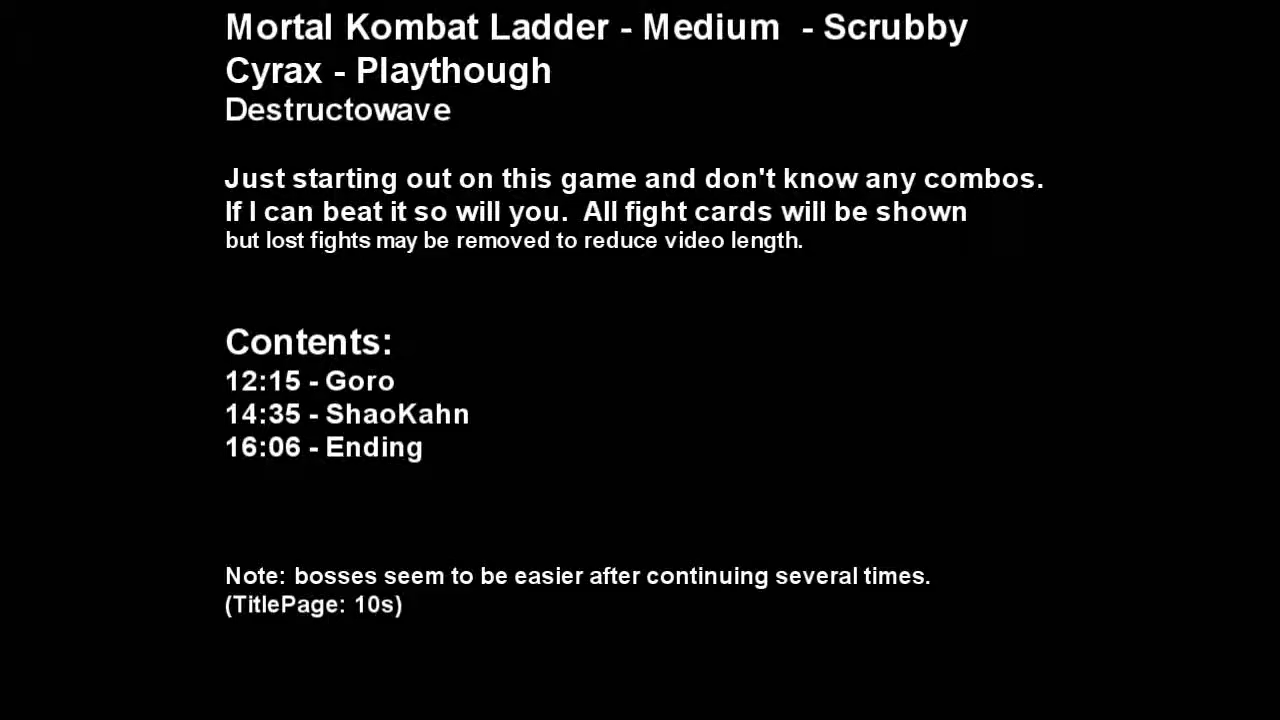 Mortal Kombat Ladder - Medium  - Scrubby
Cyrax - Playthough
Destructowave
Just starting out on this game and don't know any combos.
If I can beat it so will you.  All fight cards will be shown
but lost fights may be removed to reduce video length.
Contents:
12:15 - Goro
14:35 - ShaoKahn
16:06 - Ending
Note: bosses seem to be easier after continuing several times.
(TitlePage: 10s)